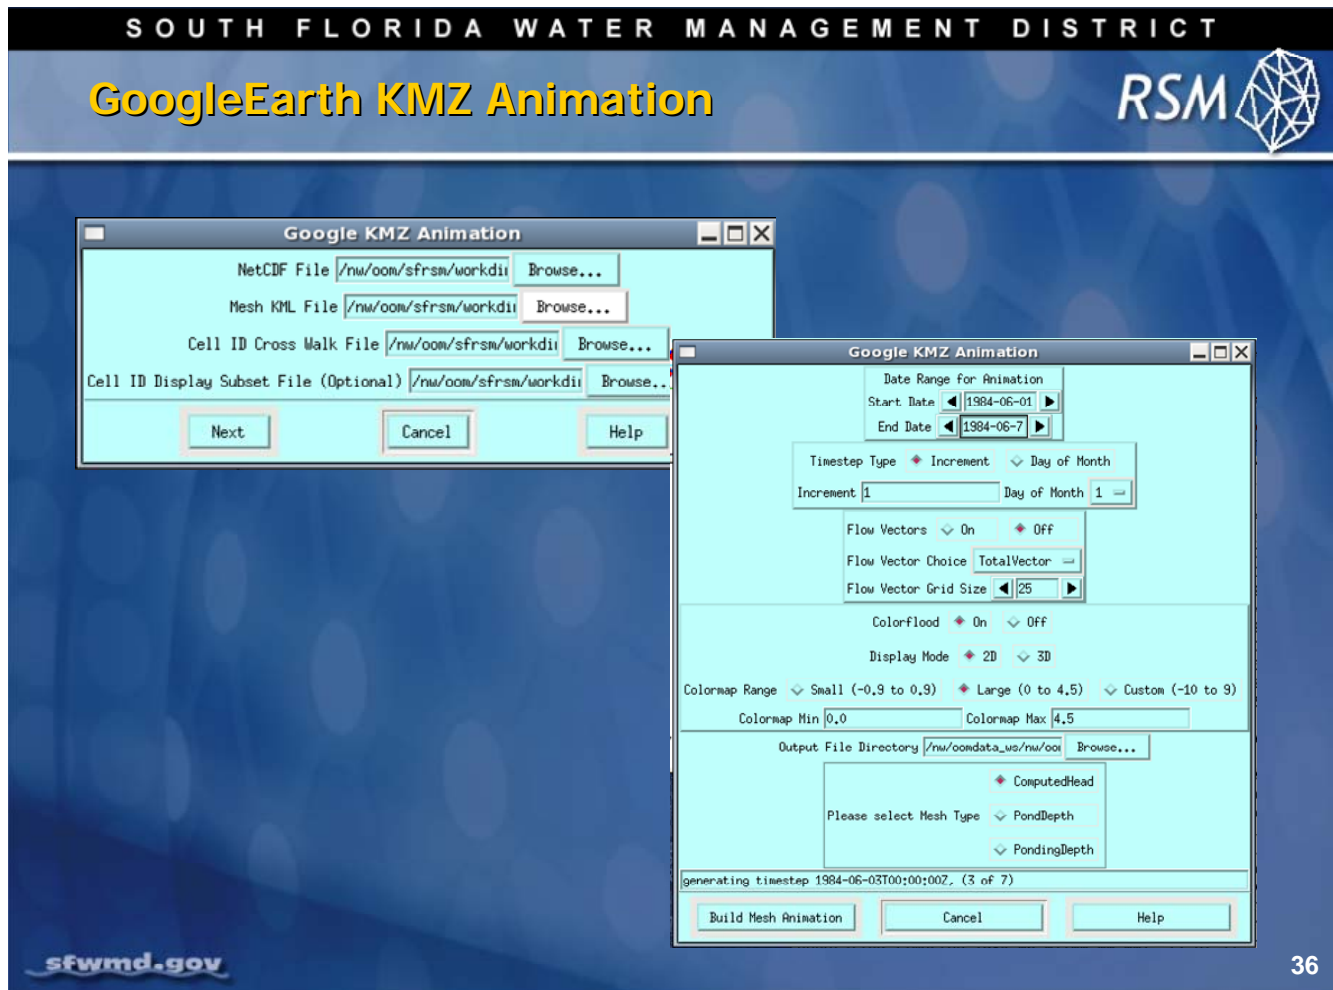 SOUTH FLORIDA WATER MANAGEMENT DISTRICT
GoogleEarth KMZ Animation
RSM
Google KMZ Animation
NetCDF File /nw/oom/sfrsm/workdi Browse...
Mesh KML File /nw/oom/sfrsm/workdi Browse...
Cell ID Cross Walk File /nw/oom/sfrsm/workdi Browse...
Cell ID Display Subset File (Optional) /nw/oom/sfrsm/workdi Browse..
Next Cancel Help
Google KMZ Animation
Date Range for Animation
Start Date 1984-06-01
End Date 1984-06-7
Timestep Type Increment Day of Month
Increment 1 Day of Month 1
Flow Vectors On Off
Flow Vector Choice TotalVector
Flow Vector Grid Size 25
Colorflood On Off
Display Mode 2D 3D
Colormap Range Small (-0.9 to 0.9) Large (0 to 4.5) Custom (-10 to 9)
Colormap Min 0.0 Colormap Max 4.5
Output File Directory /nw/oomdata_ws/nw/oo Browse...
ComputedHead
Please select Mesh Type PondDepth
PondingDepth
generating timestep 1984-06-03T00:00:00Z, (3 of 7)
Build Mesh Animation Cancel Help
sfwmd.gov
36